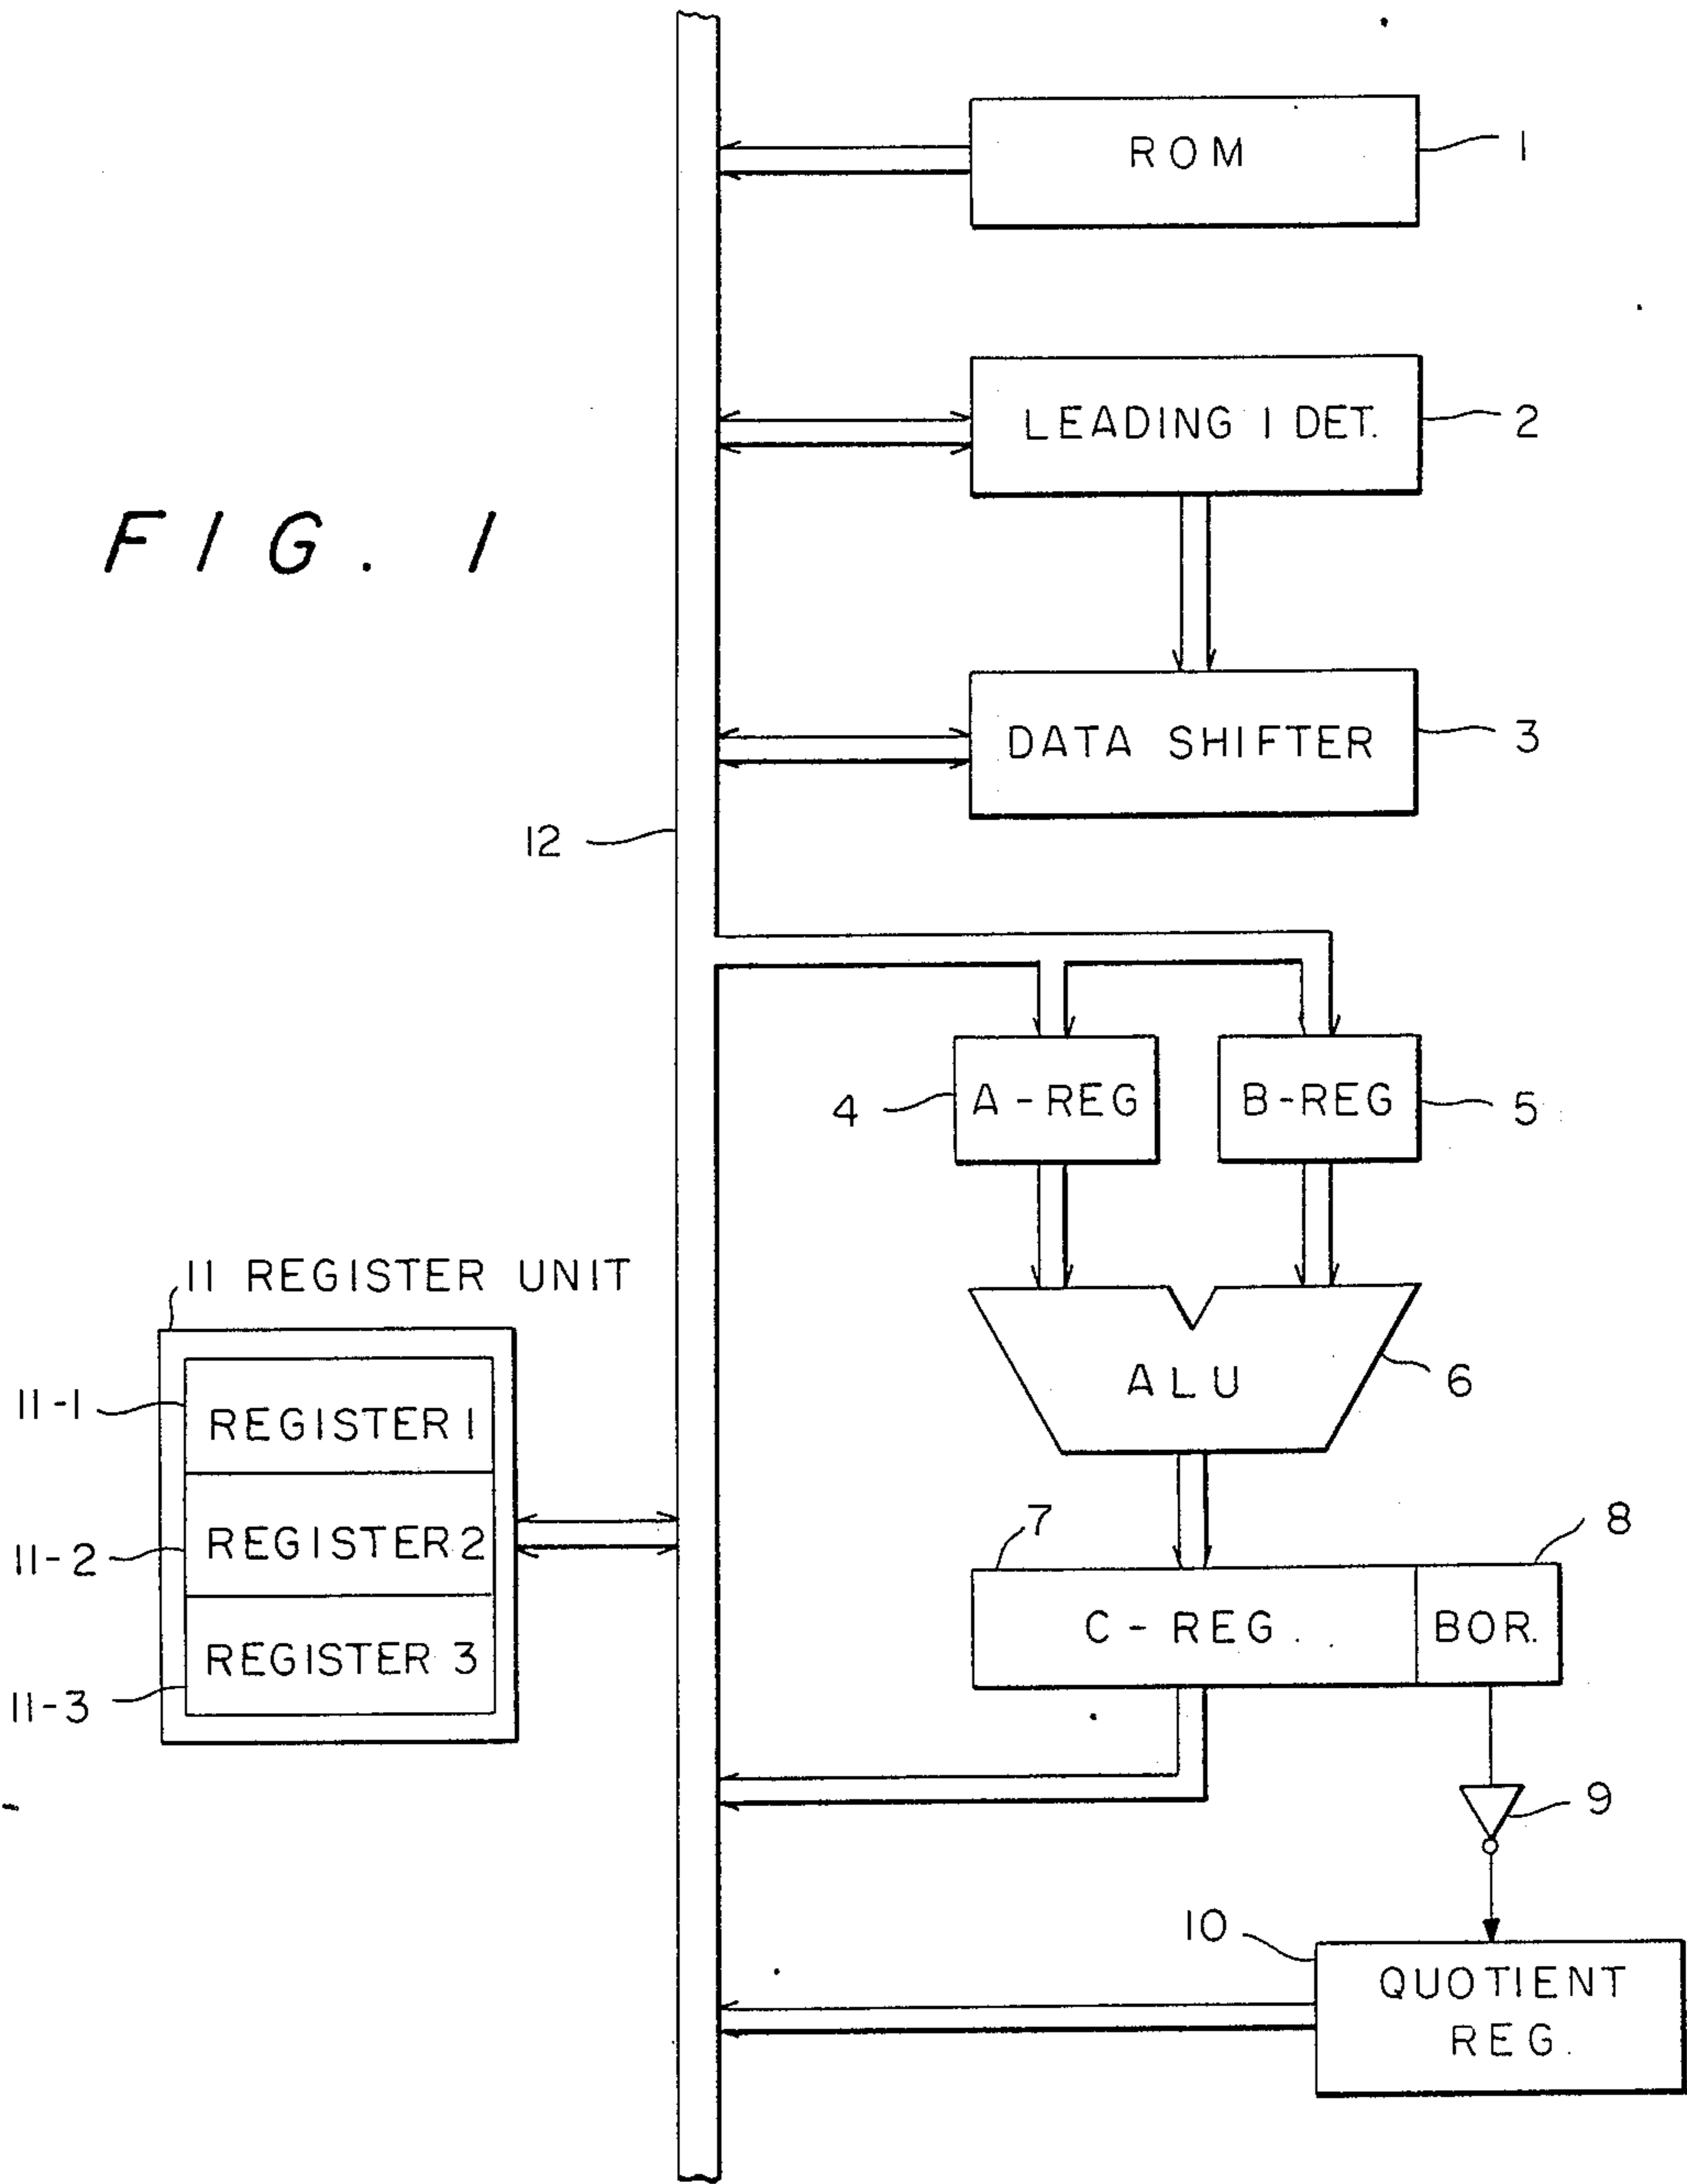 ROM
1
LEADING 1 DET.
2
FIG. 1
DATA SHIFTER
3
12
4
A-REG
B-REG
5
11 REGISTER UNIT
ALU
6
11-1
REGISTER 1
7
8
11-2
REGISTER 2
C-REG.
BOR.
REGISTER 3
11-3
9
10
QUOTIENT
REG.